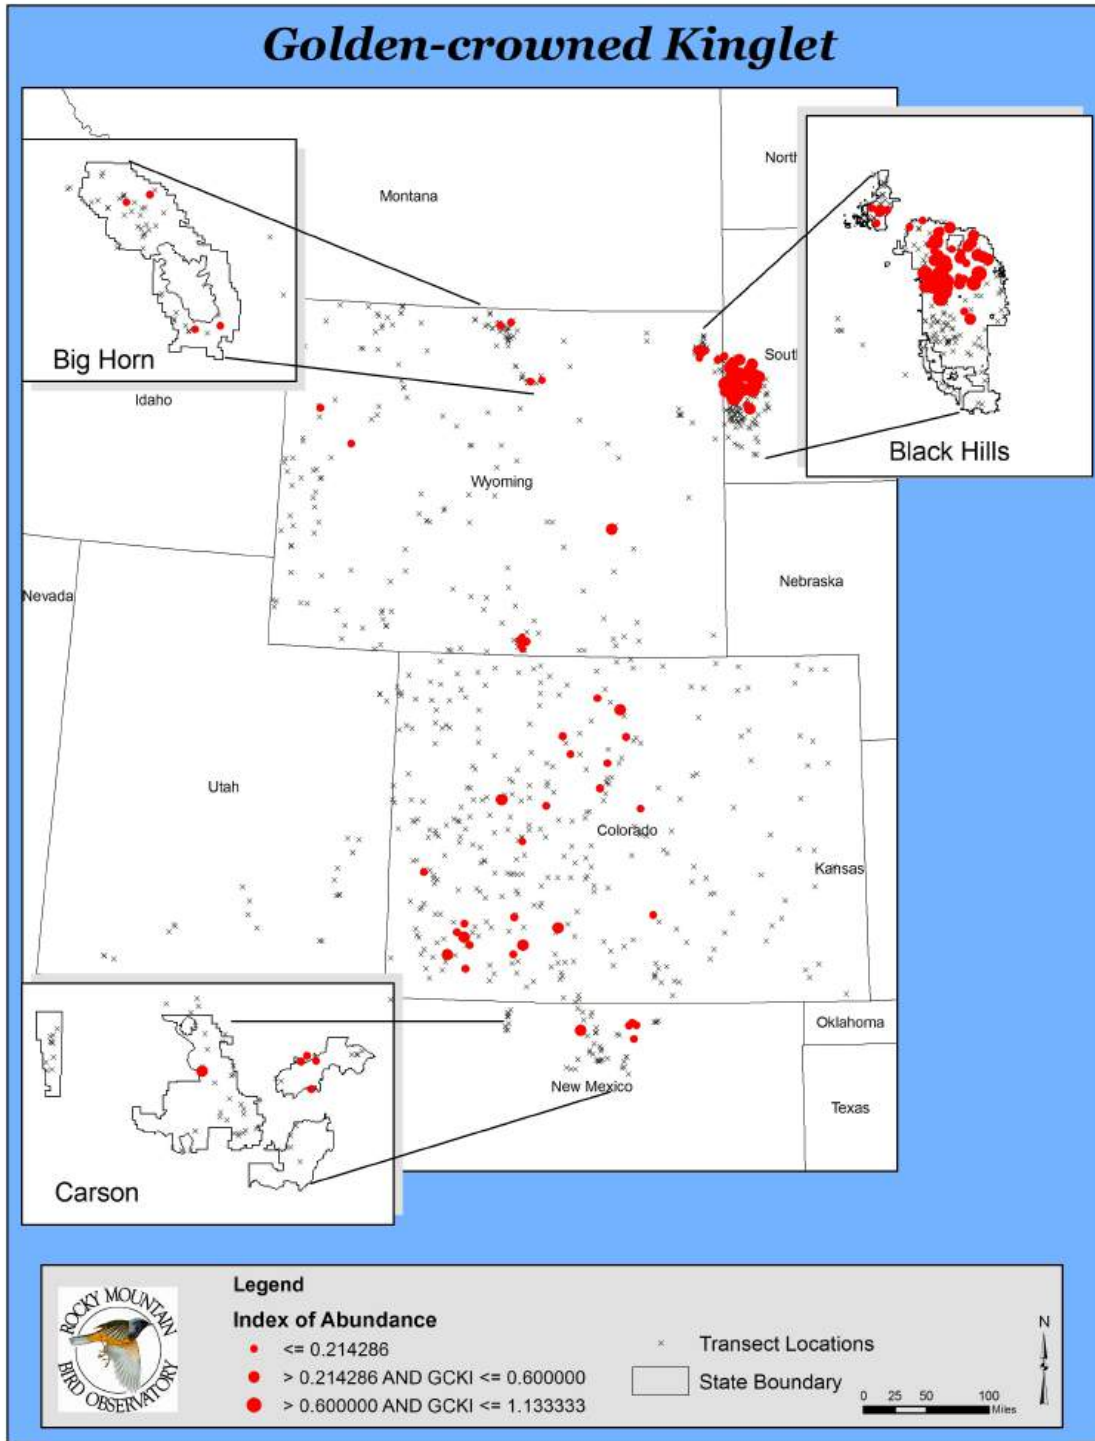 Golden-crowned Kinglet
Montana
North
Big Horn
Idaho
South
Black Hills
Wyoming
Nebraska
Nevada
Utah
Colorado
Kansas
Oklahoma
New Mexico
Texas
Carson
Legend
Index of Abundance
<= 0.214286
> 0.214286 AND GCKI <= 0.600000
> 0.600000 AND GCKI <= 1.133333
Transect Locations
State Boundary
N
0 25 50 100
Miles
ROCKY MOUNTAIN
BIRD OBSERVATORY